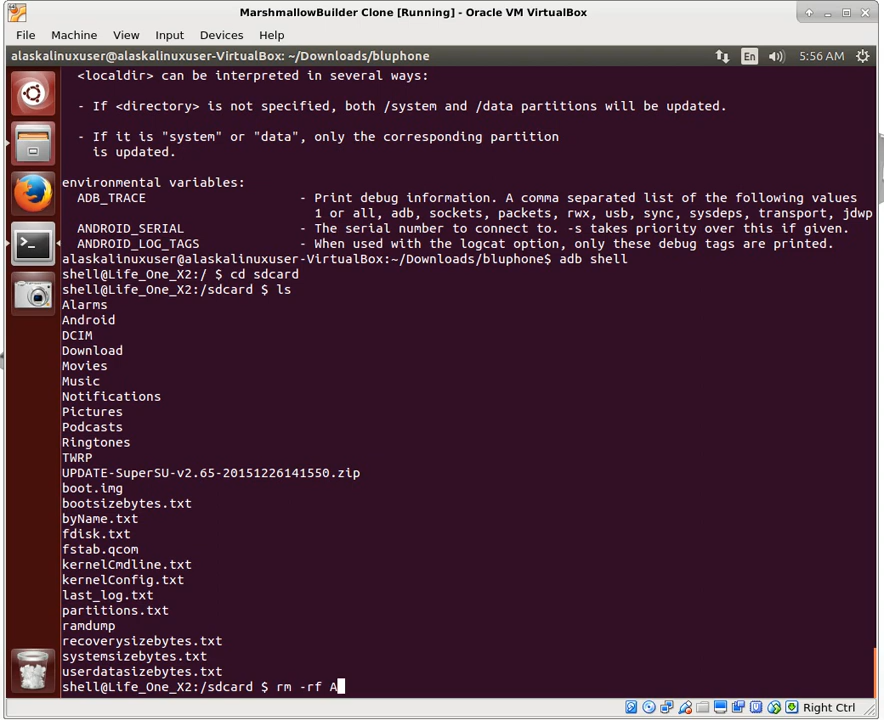 MarshmallowBuilder Clone [Running] - Oracle VM VirtualBox
File Machine View Input Devices Help
alaskalinuxuser@alaskalinuxuser-VirtualBox: ~/Downloads/bluphone En 5:56 AM
<localdir> can be interpreted in several ways:
- If <directory> is not specified, both /system and /data partitions will be updated.
- If it is "system" or "data", only the corresponding partition
is updated.
environmental variables:
ADB_TRACE - Print debug information. A comma separated list of the following values
1 or all, adb, sockets, packets, rwx, usb, sync, sysdeps, transport, jdwp
ANDROID_SERIAL - The serial number to connect to. -s takes priority over this if given.
ANDROID_LOG_TAGS - When used with the logcat option, only these debug tags are printed.
alaskalinuxuser@alaskalinuxuser-VirtualBox:~/Downloads/bluphone$ adb shell
shell@Life_One_X2:/ $ cd sdcard
shell@Life_One_X2:/sdcard $ ls
Alarms
Android
DCIM
Download
Movies
Music
Notifications
Pictures
Podcasts
Ringtones
TWRP
UPDATE-SuperSU-v2.65-20151226141550.zip
boot.img
bootsizebytes.txt
byName.txt
fdisk.txt
fstab.qcom
kernelCmdline.txt
kernelConfig.txt
last_log.txt
partitions.txt
ramdump
recoverysizebytes.txt
systemsizebytes.txt
userdatasizebytes.txt
shell@Life_One_X2:/sdcard $ rm -rf A
Right Ctrl